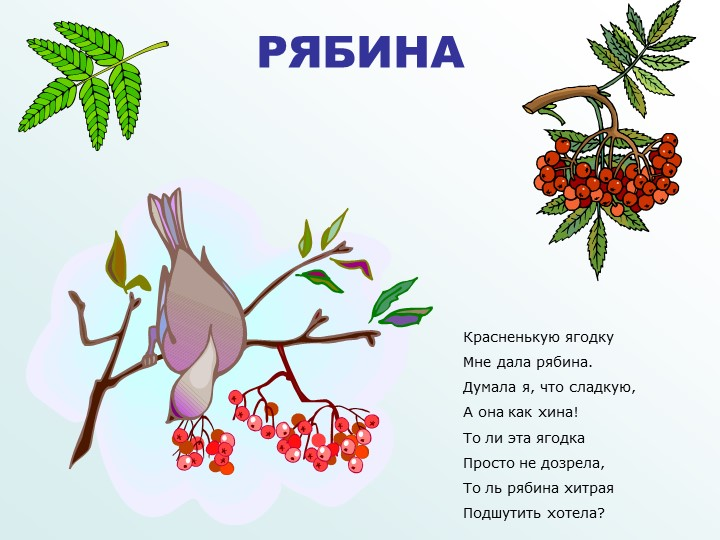 РЯБИНА
Красненькую ягодку
Мне дала рябина.
Думала я, что сладкую,
А она как хина!
То ли эта ягодка
Просто не дозрела,
То ль рябина хитрая
Подшутить хотела?